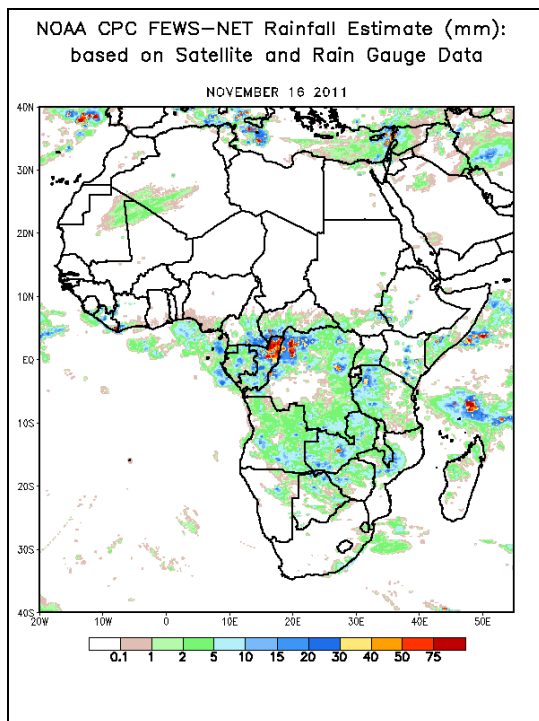 NOAA CPC FEWS-NET Rainfall Estimate (mm):
based on Satellite and Rain Gauge Data
NOVEMBER 16 2011
40N
30N
20N
10N
EQ
10S
20S
30S
40S
20W 10W 0 10E 20E 30E 40E 50E
0.1 1 2 5 10 15 20 30 40 50 75